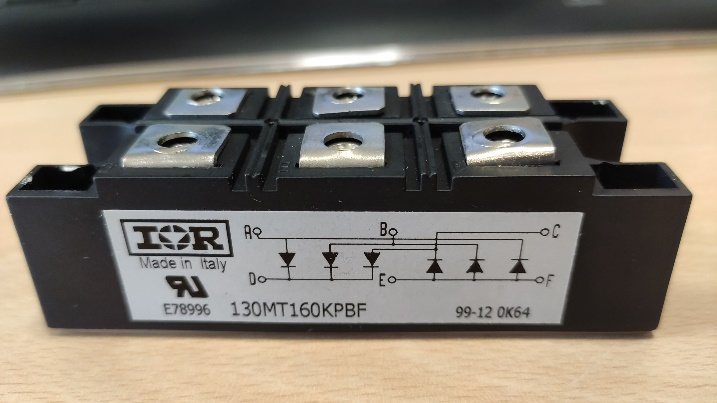 IOR
Made in Italy
E78996
130MT160KPBF
99-12 0K64
A
B
C
D
E
F